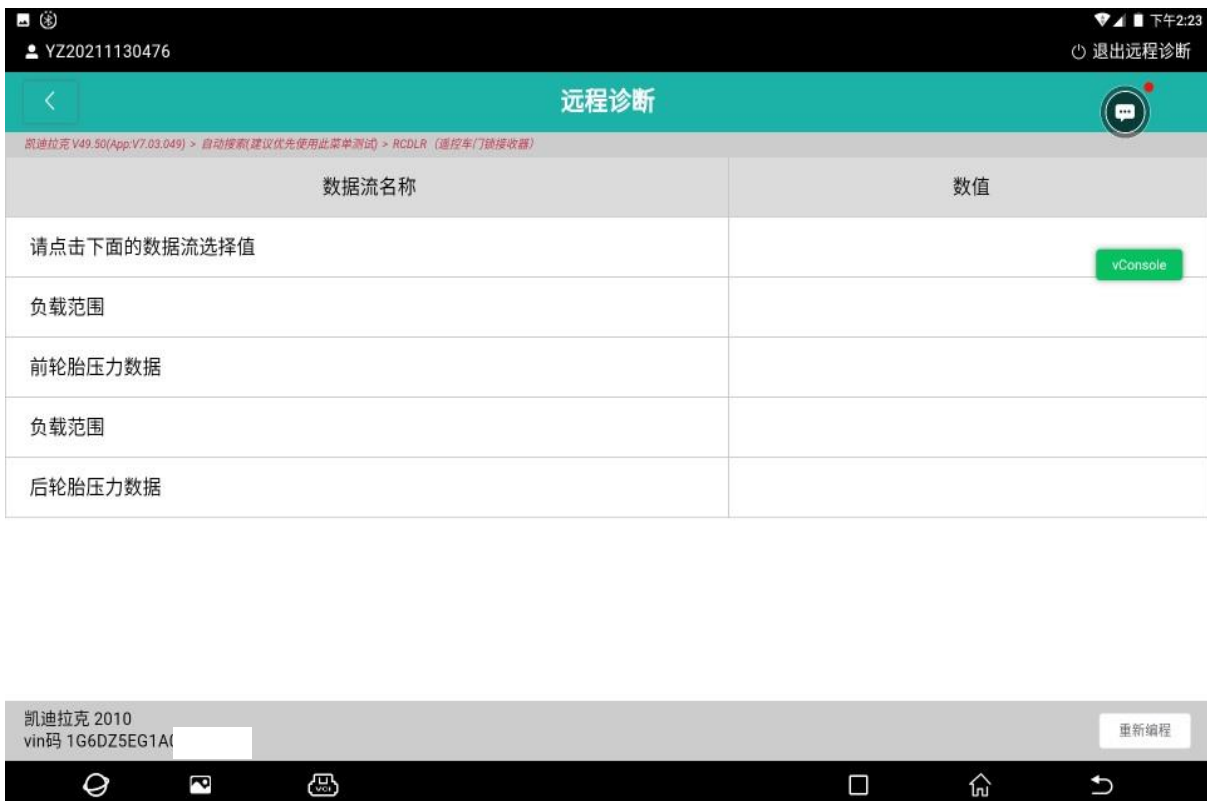 下午2:23
YZ20211130476
退出远程诊断
远程诊断
凯迪拉克 V49.50(App:V7.03.049) > 自动搜索(建议优先使用此菜单测试) > RCDLR（遥控车门锁接收器）
数据流名称
数值
请点击下面的数据流选择值
vConsole
负载范围
前轮胎压力数据
负载范围
后轮胎压力数据
凯迪拉克 2010
vin码 1G6DZ5EG1A
重新编程
VCI